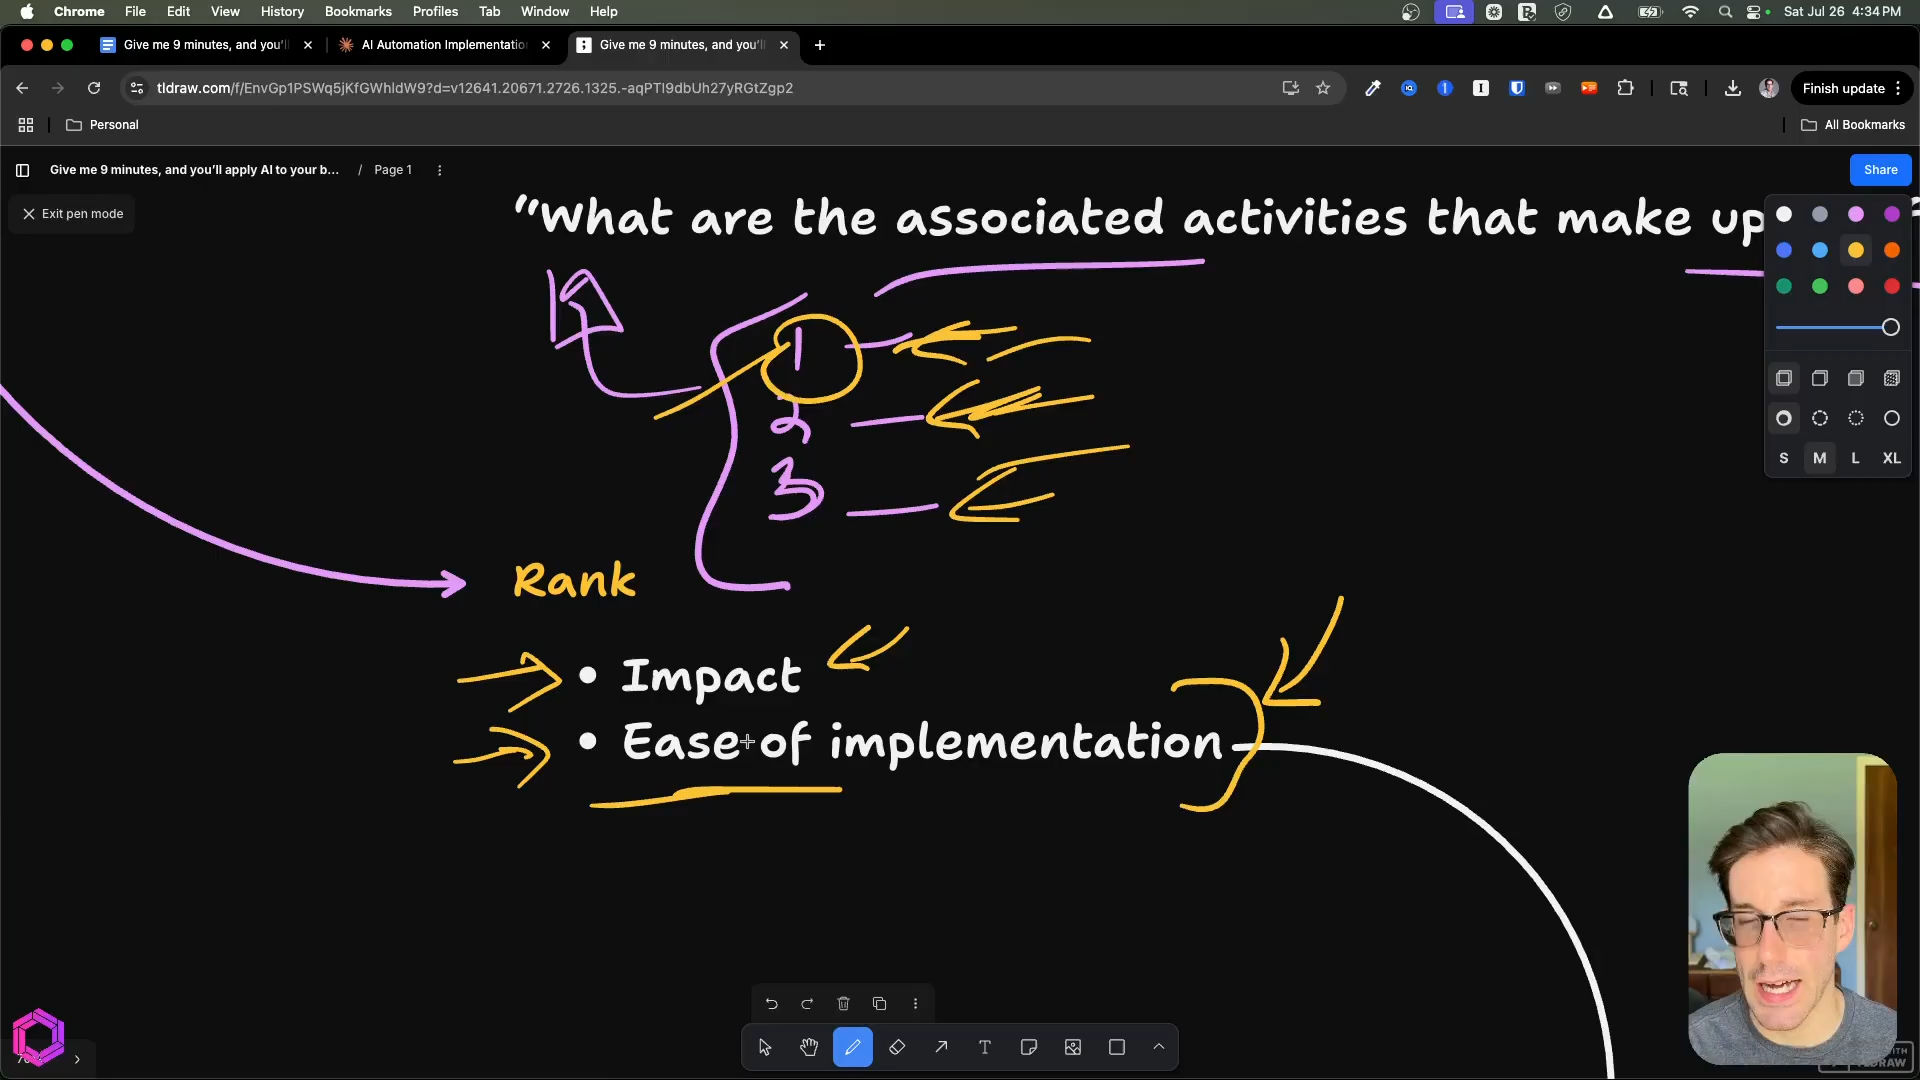 Chrome File Edit View History Bookmarks Profiles Tab Window Help Sat Jul 26 4:34 PM
Give me 9 minutes, and you'll AI Automation Implementatio Give me 9 minutes, and you'll
tldraw.com/f/EnvGp1PSWq5jKfGWhldW9?d=v12641.20671.2726.1325.-aqPTl9dbUh27yRGtZgp2 Finish update
Personal All Bookmarks
Give me 9 minutes, and you'll apply AI to your b... / Page 1 Share
Exit pen mode
"What are the associated activities that make up
1
2
3
S M L XL
Rank
• Impact
• Ease of implementation